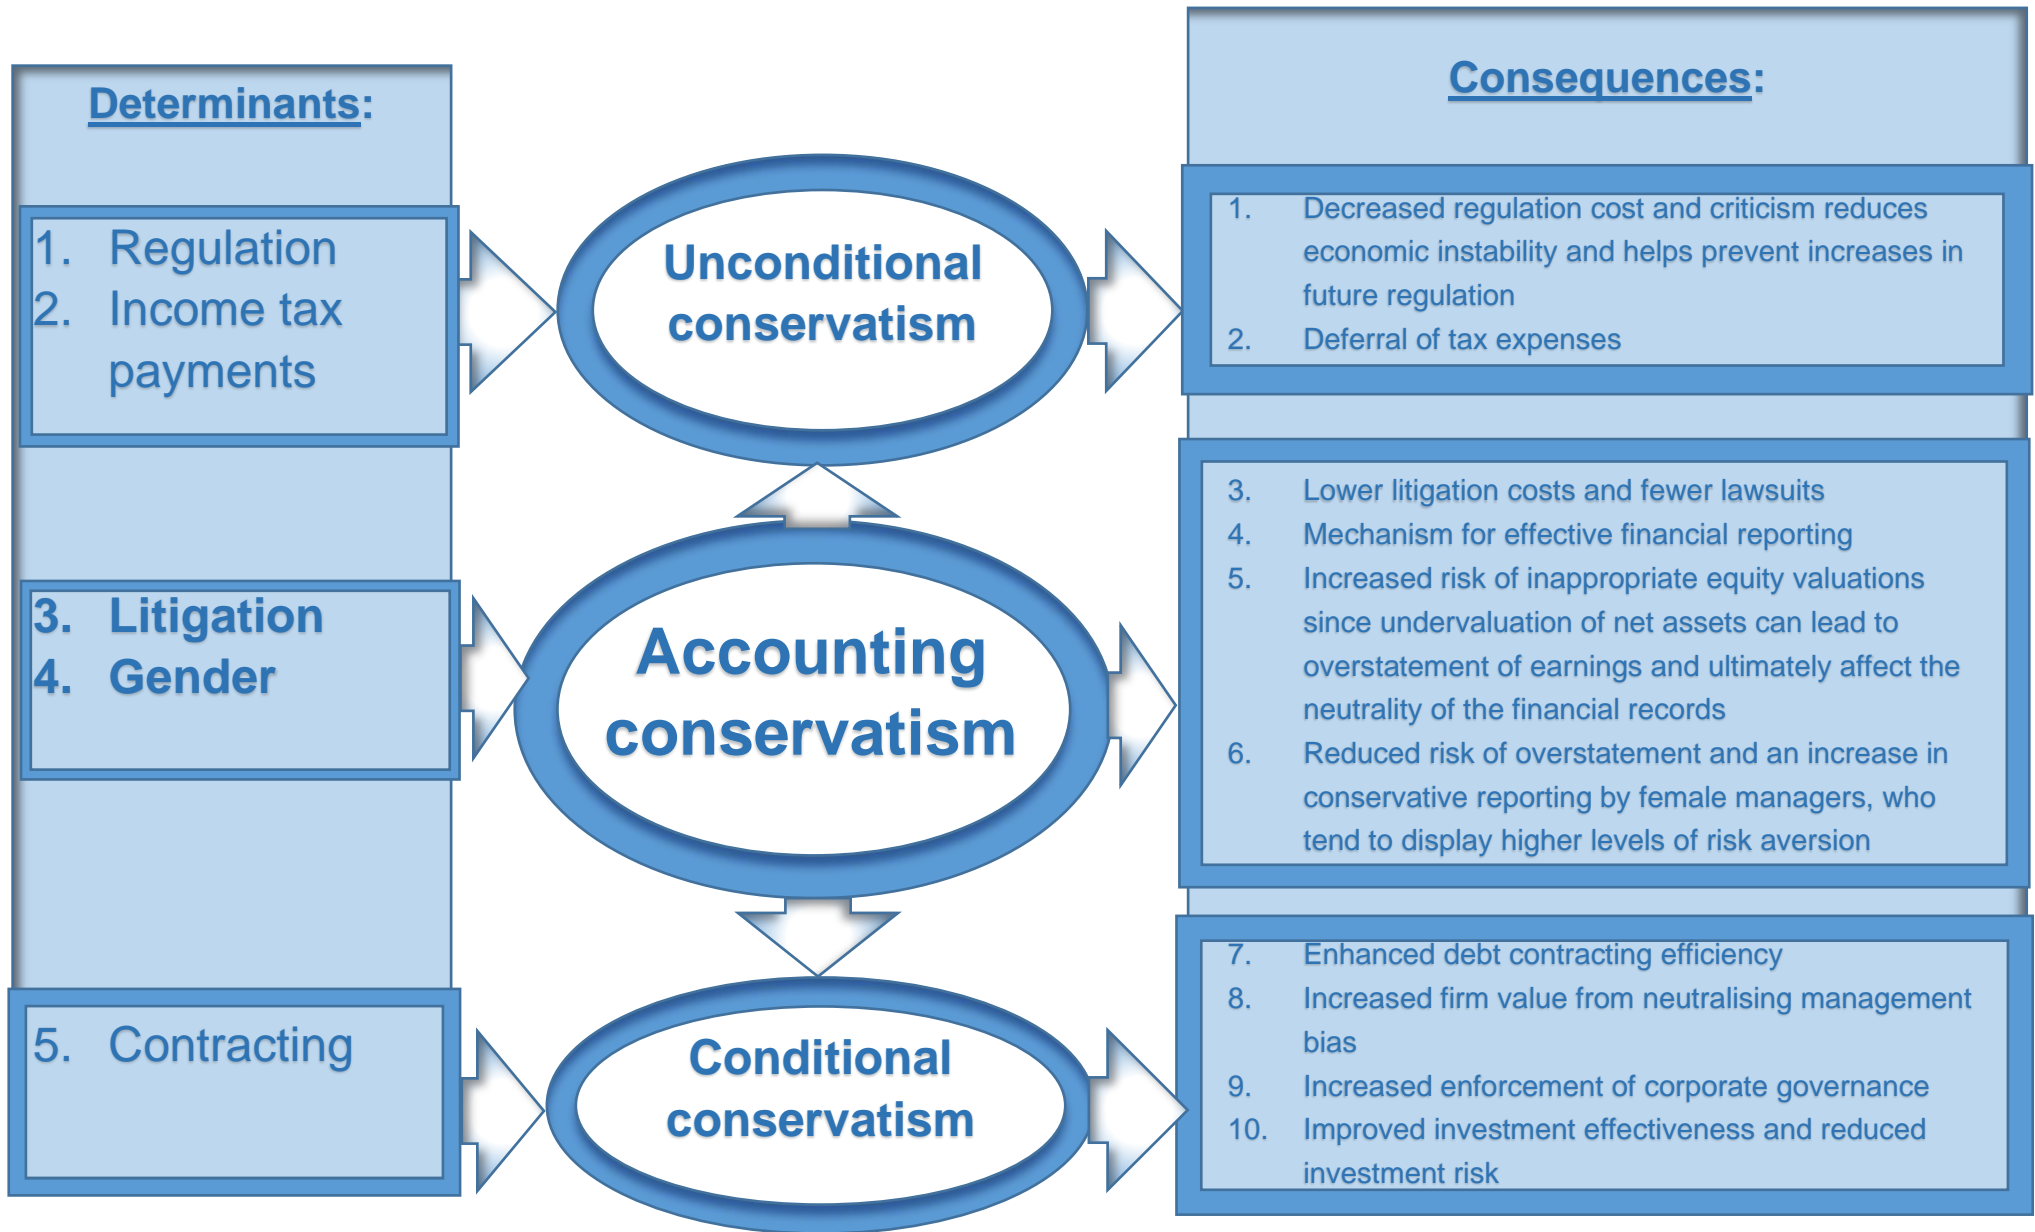 Determinants:
1. Regulation
2. Income tax
payments
3. Litigation
4. Gender
5. Contracting
Unconditional
conservatism
Accounting
conservatism
Conditional
conservatism
Consequences:
1. Decreased regulation cost and criticism reduces
economic instability and helps prevent increases in
future regulation
2. Deferral of tax expenses
3. Lower litigation costs and fewer lawsuits
4. Mechanism for effective financial reporting
5. Increased risk of inappropriate equity valuations
since undervaluation of net assets can lead to
overstatement of earnings and ultimately affect the
neutrality of the financial records
6. Reduced risk of overstatement and an increase in
conservative reporting by female managers, who
tend to display higher levels of risk aversion
7. Enhanced debt contracting efficiency
8. Increased firm value from neutralising management
bias
9. Increased enforcement of corporate governance
10. Improved investment effectiveness and reduced
investment risk